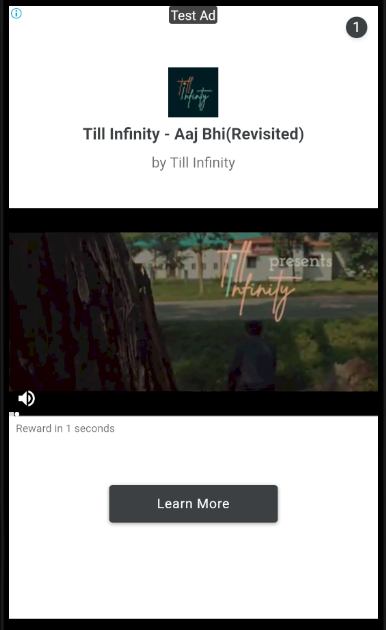 Test Ad
1
Till Infinity
Till Infinity - Aaj Bhi(Revisited)
by Till Infinity
presents
Till
Infinity
Reward in 1 seconds
Learn More